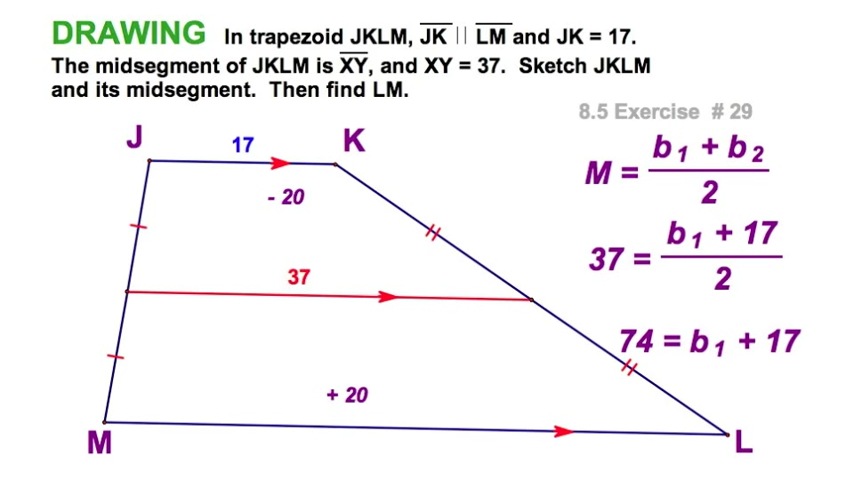 DRAWING In trapezoid JKLM, JK || LM and JK = 17.
The midsegment of JKLM is XY, and XY = 37. Sketch JKLM
and its midsegment. Then find LM.
8.5 Exercise # 29
J 17 K
- 20
M = b1 + b2 / 2
37 = b1 + 17 / 2
37
74 = b1 + 17
+ 20
M L